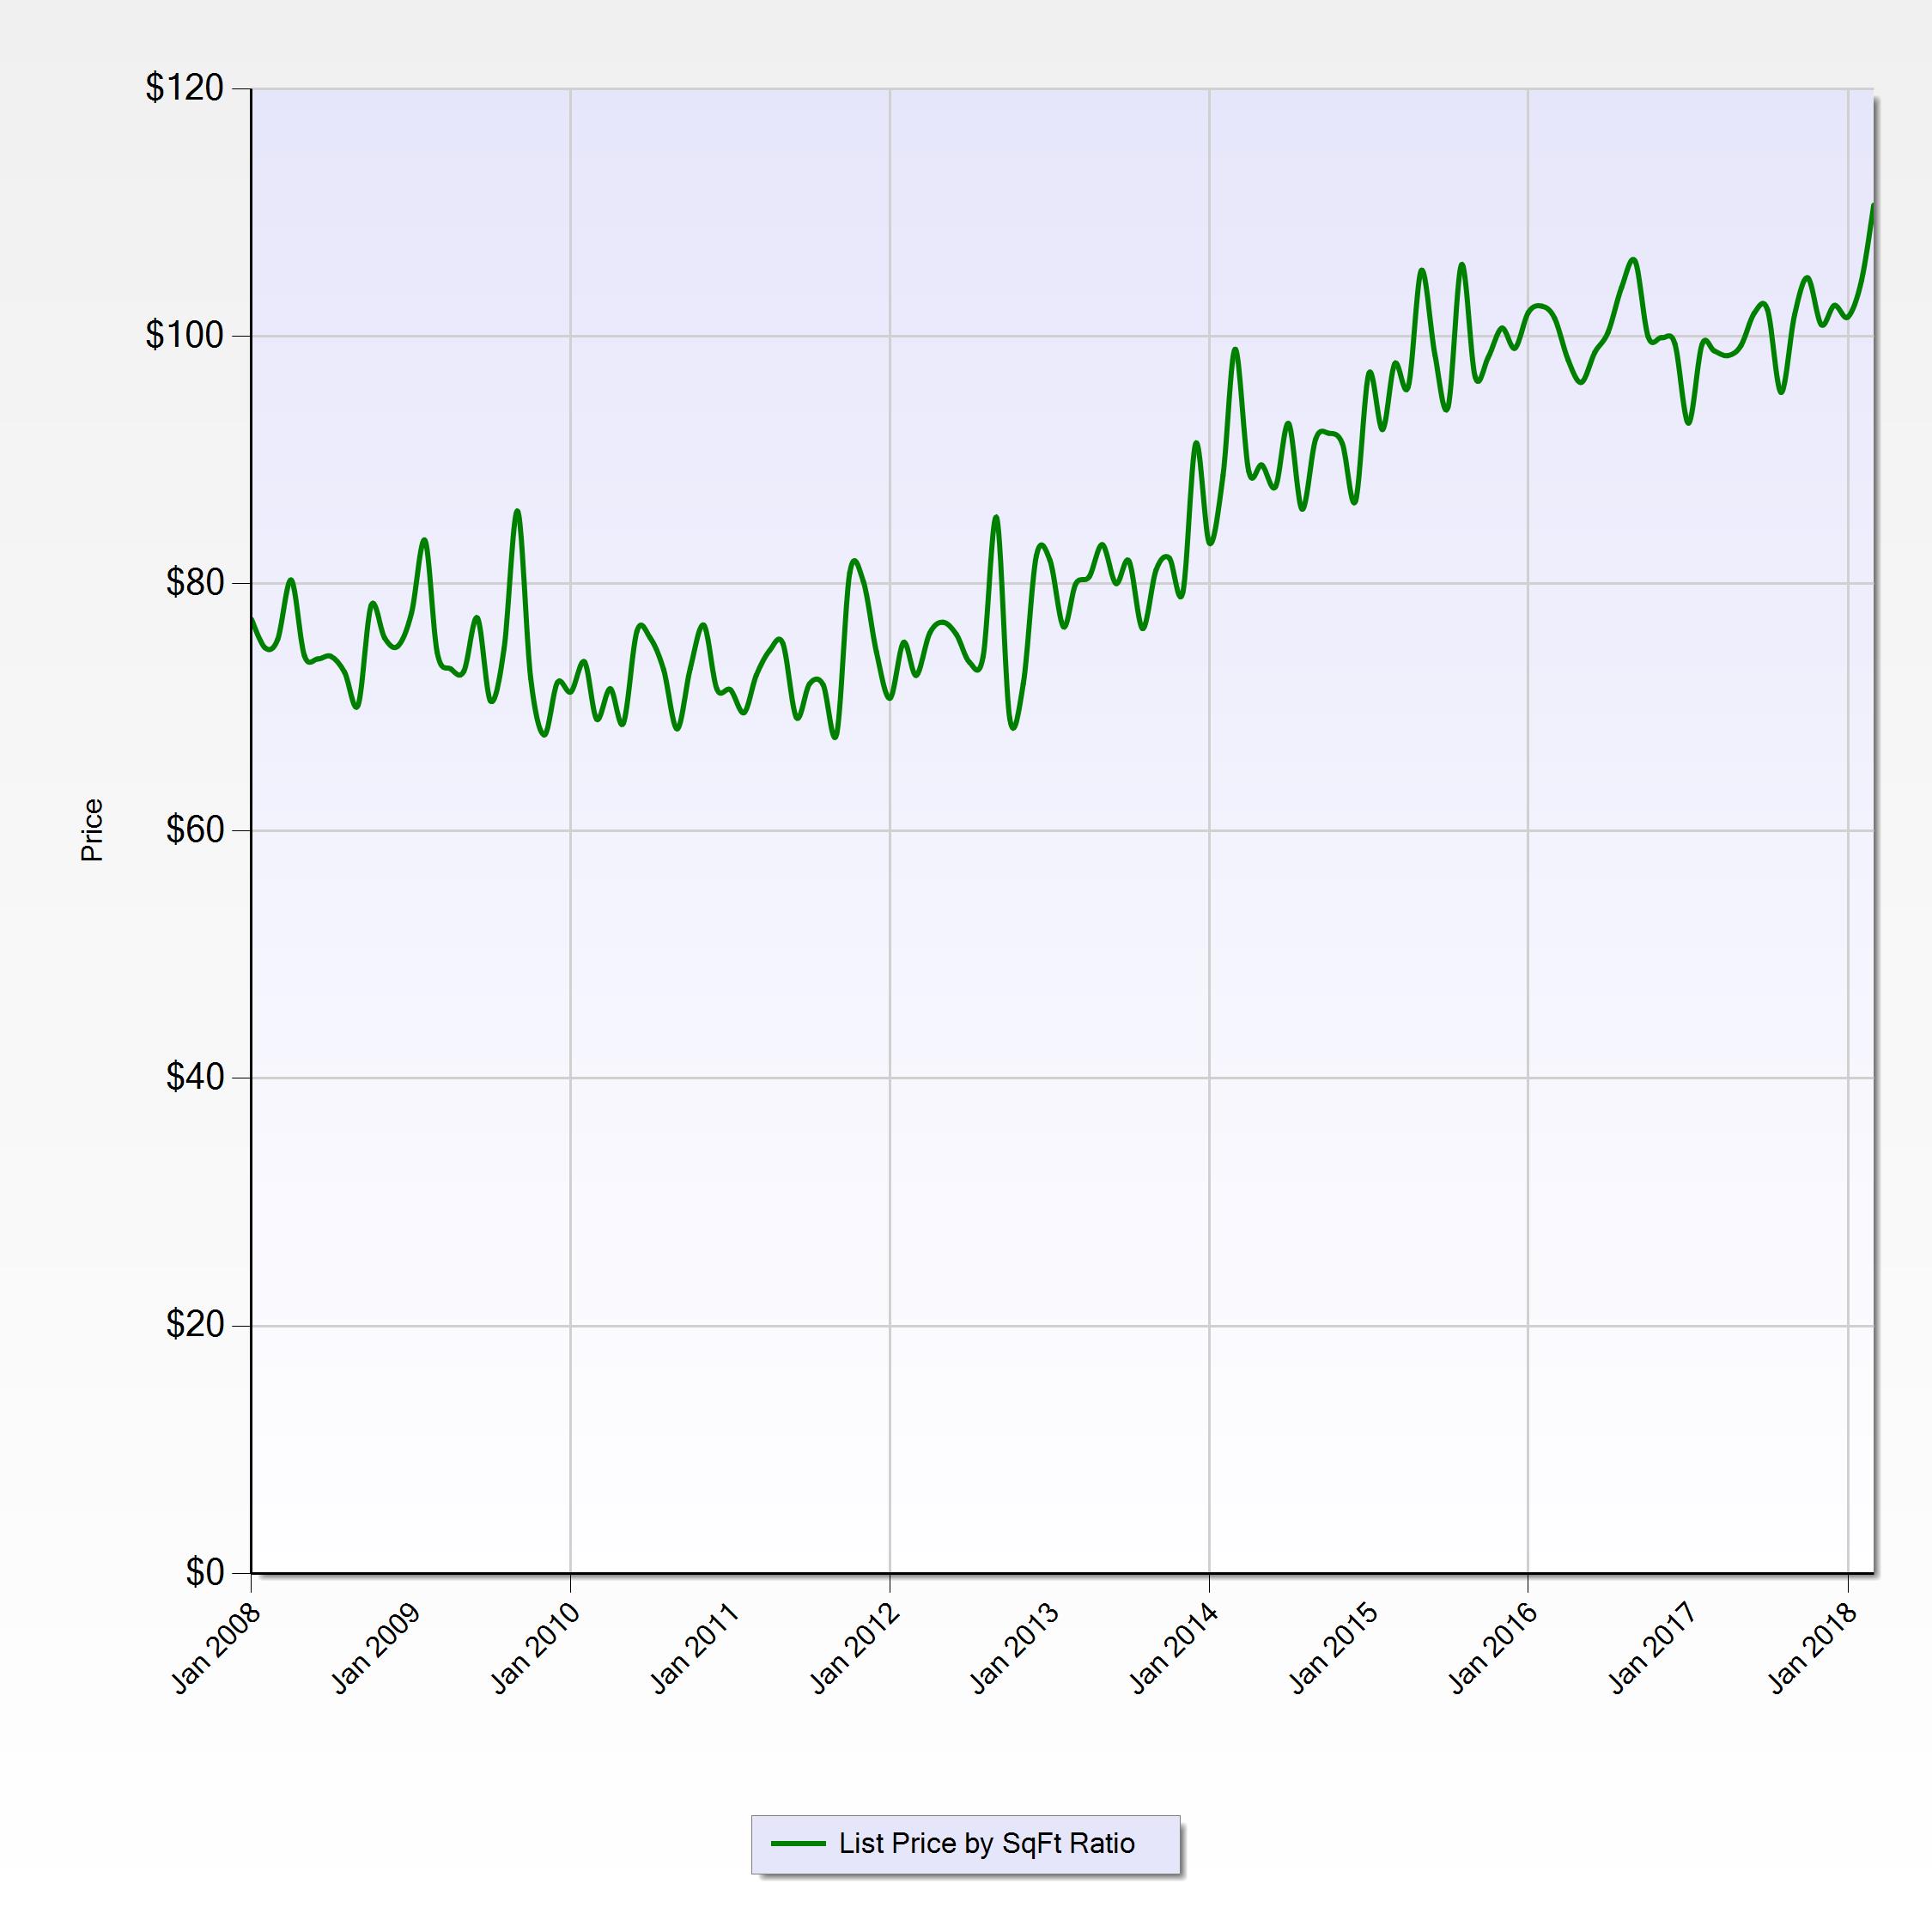 $120
$100
$80
$60
$40
$20
$0
Price
Jan 2008
Jan 2009
Jan 2010
Jan 2011
Jan 2012
Jan 2013
Jan 2014
Jan 2015
Jan 2016
Jan 2017
Jan 2018
List Price by SqFt Ratio